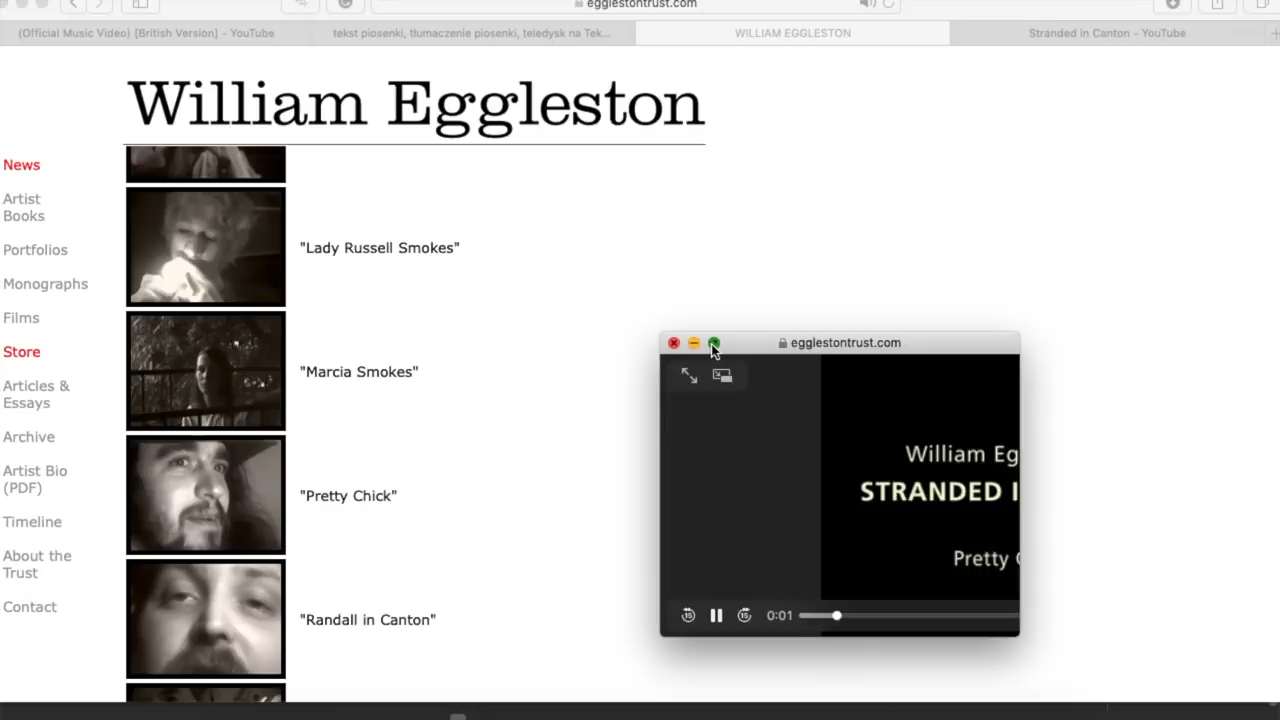 egglestontrust.com
(Official Music Video) [British Version] - YouTube
tekst piosenki, tłumaczenie piosenki, teledysk na Tek...
WILLIAM EGGLESTON
Stranded in Canton - YouTube
William Eggleston
News
Artist
Books
Portfolios
Monographs
Films
Store
Articles &
Essays
Archive
Artist Bio
(PDF)
Timeline
About the
Trust
Contact
"Lady Russell Smokes"
"Marcia Smokes"
"Pretty Chick"
"Randall in Canton"
egglestontrust.com
William Eg
STRANDED I
Pretty
15
15
0:01